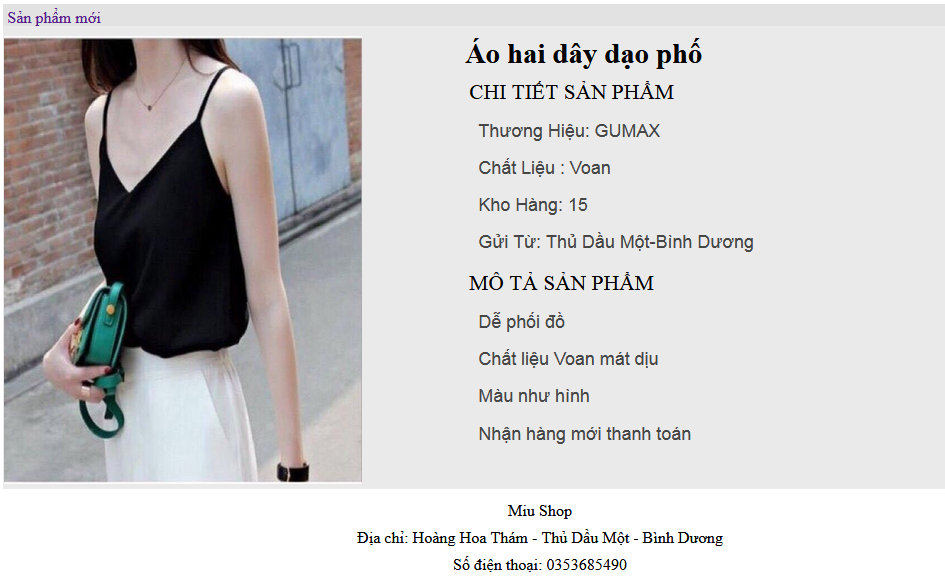 Sản phẩm mới
Áo hai dây dạo phố
CHI TIẾT SẢN PHẨM
Thương Hiệu: GUMAX
Chất Liệu : Voan
Kho Hàng: 15
Gửi Từ: Thủ Dầu Một-Bình Dương
MÔ TẢ SẢN PHẨM
Dễ phối đồ
Chất liệu Voan mát dịu
Màu như hình
Nhận hàng mới thanh toán
Miu Shop
Địa chỉ: Hoàng Hoa Thám - Thủ Dầu Một - Bình Dương
Số điện thoại: 0353685490